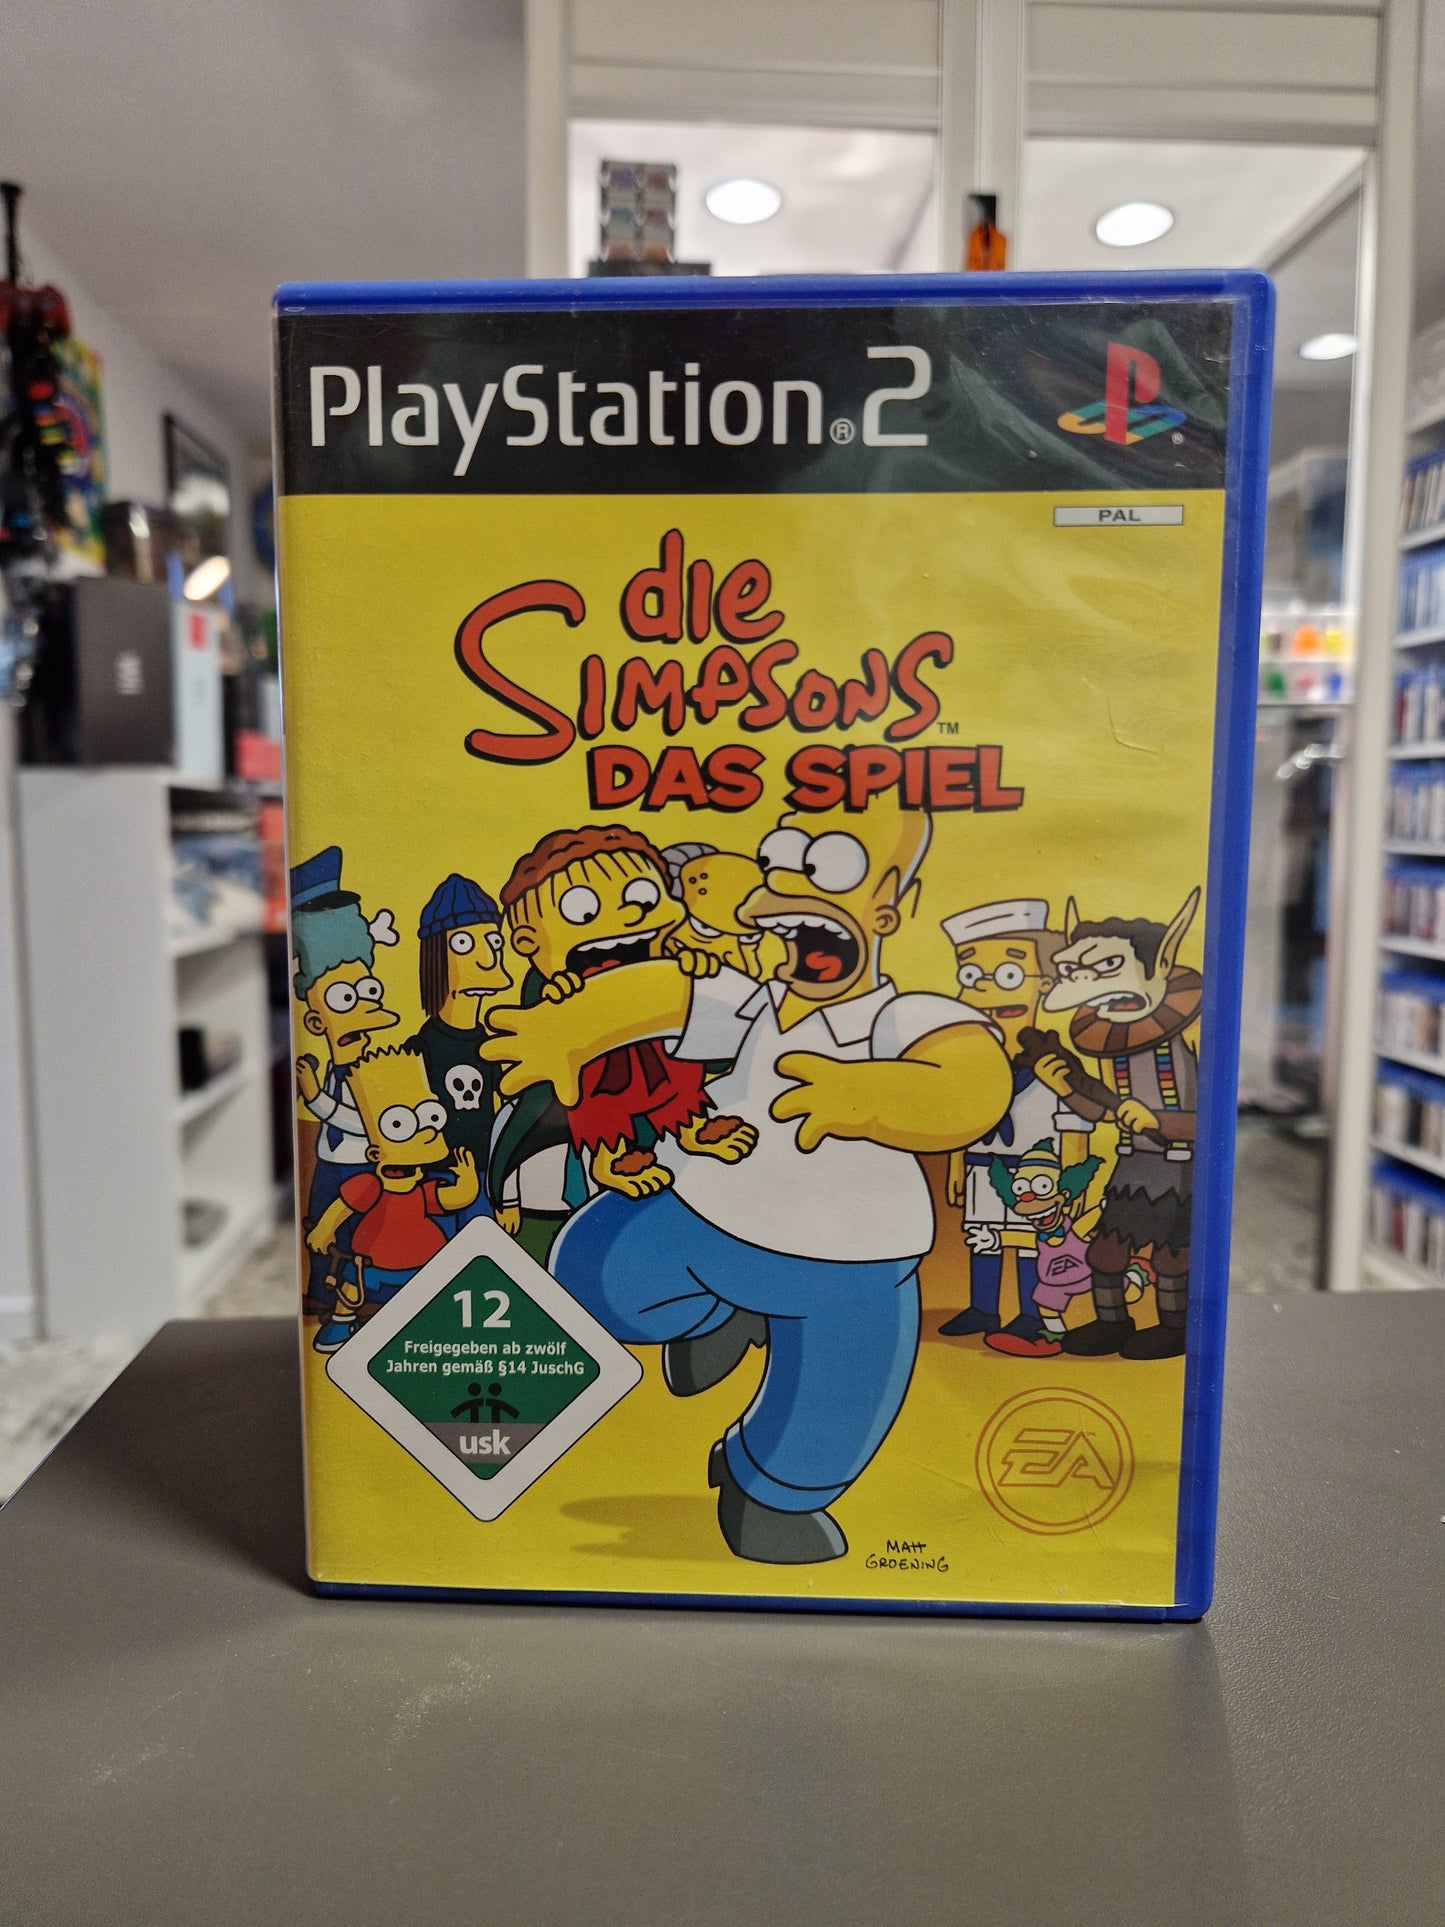 PlayStation®2
PAL
die
SIMPSONS™
DAS SPIEL
EA
12
Freigegeben ab zwölf
Jahren gemäß §14 JuschG
usk
EA™
MATT
GROENING